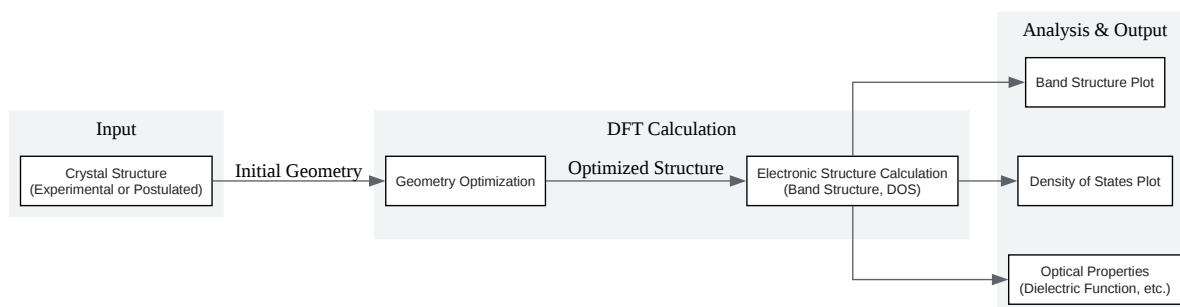 Input
Crystal Structure
(Experimental or Postulated)
Initial Geometry
DFT Calculation
Geometry Optimization
Optimized Structure
Electronic Structure Calculation
(Band Structure, DOS)
Analysis & Output
Band Structure Plot
Density of States Plot
Optical Properties
(Dielectric Function, etc.)